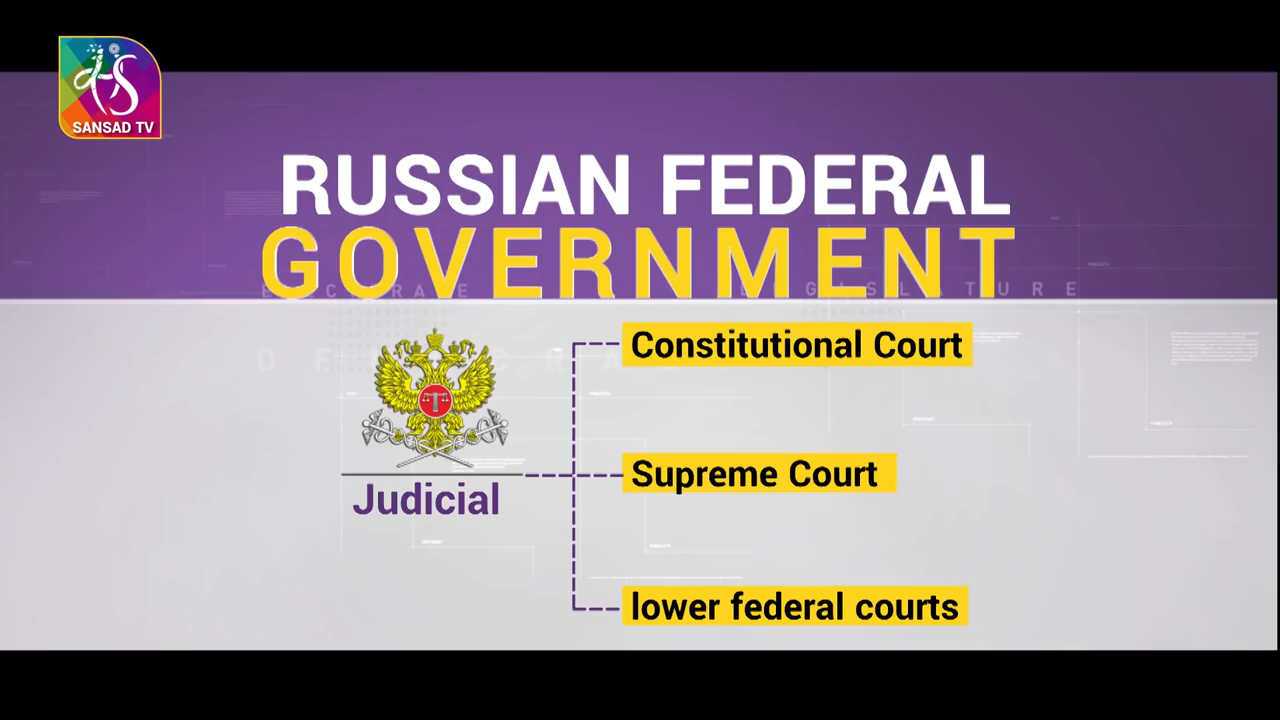 SANSAD TV
RUSSIAN FEDERAL
GOVERNMENT
Constitutional Court
Supreme Court
Judicial
lower federal courts